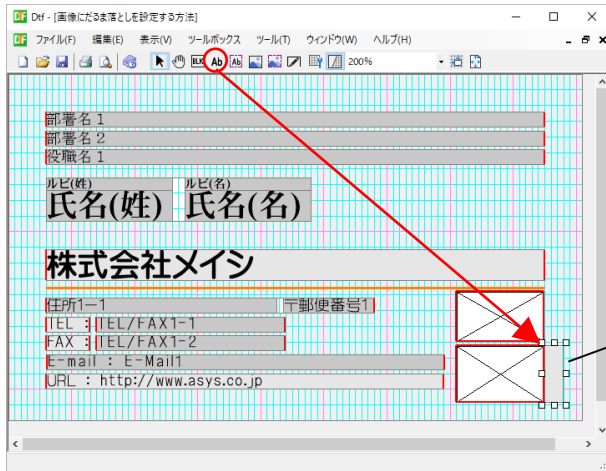 DF Dtf - [画像にだるま落としを設定する方法]
DF ファイル(F) 編集(E) 表示(V) ツールボックス ツール(T) ウィンドウ(W) ヘルプ(H)
BLK Ab Ab 200%
部署名 1
部署名 2
役職名 1
ルビ(姓) ルビ(名)
氏名(姓) 氏名(名)
株式会社メイシ
住所1-1 〒郵便番号1
TEL : TEL/FAX1-1
FAX : TEL/FAX1-2
E-mail : E-Mail1
URL : http://www.asys.co.jp